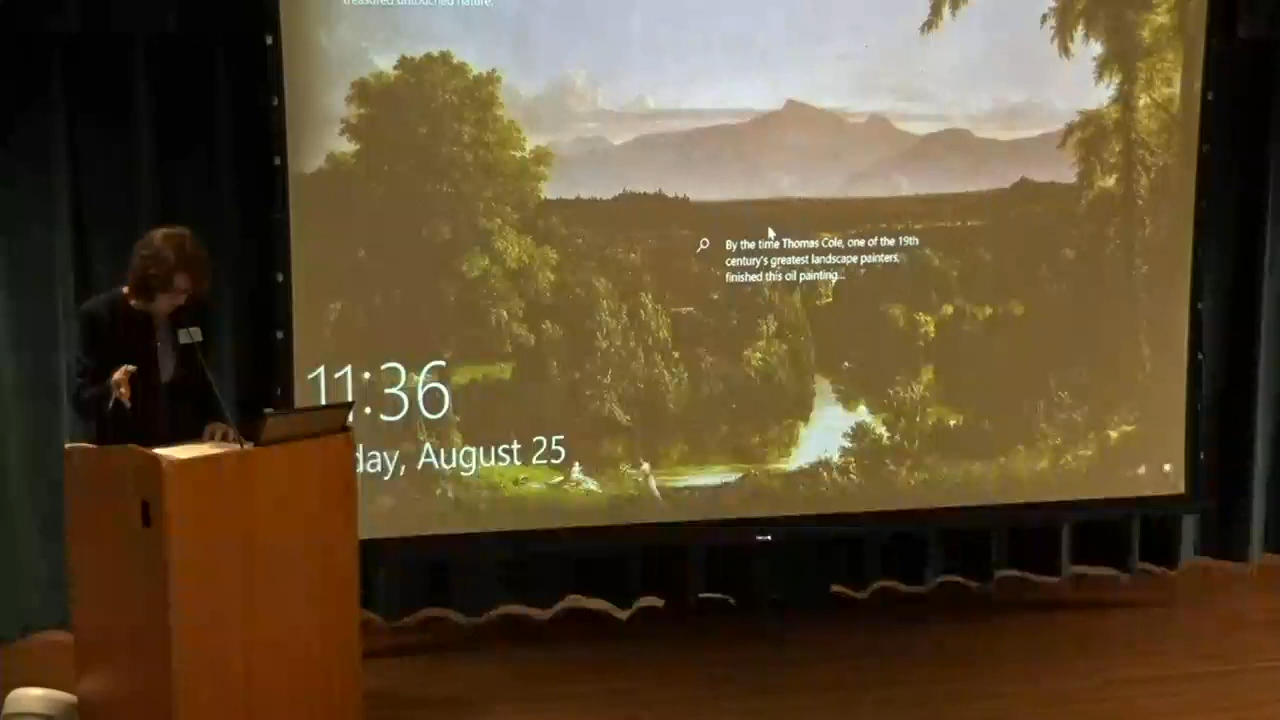 treasured untouched nature.
By the time Thomas Cole, one of the 19th
century's greatest landscape painters,
finished this oil painting...
11:36
day, August 25